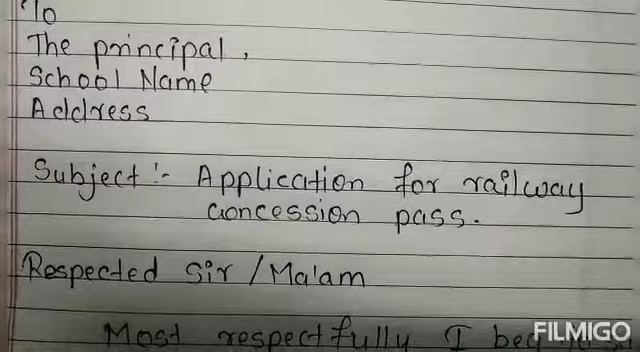 To
The principal,
School Name
Address
Subject :- Application for railway
concession pass.
Respected Sir /Ma'am
Most respectfully I beg
FILMIGO